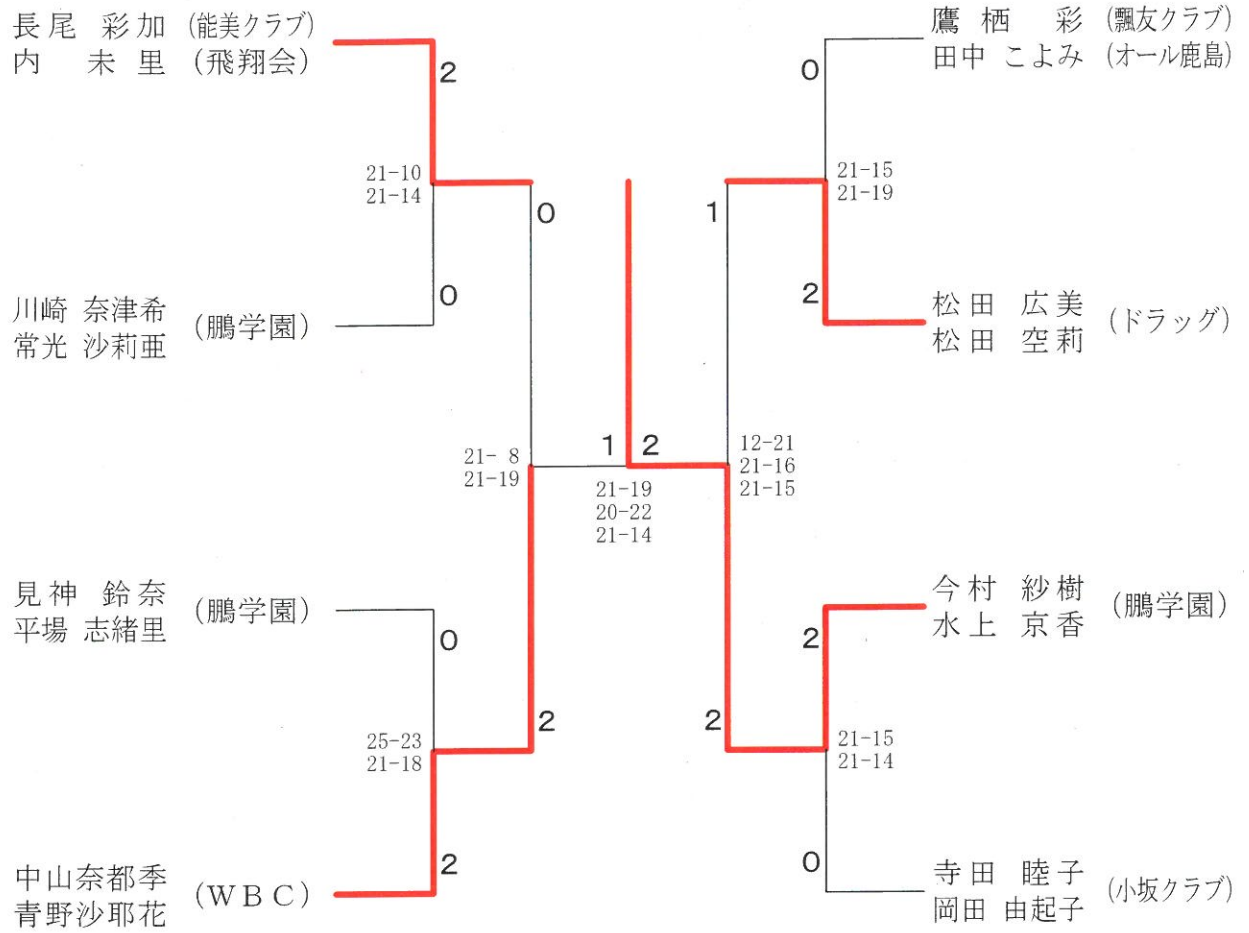 長尾 彩加 (能美クラブ)
内 未里 (飛翔会)
2
21-10
21-14
0
川崎 奈津希
常光 沙莉亜
(鵬学園)
0
21- 8
21-19
見神 鈴奈
平場 志緒里
(鵬学園)
0
2
25-23
21-18
2
中山奈都季
青野沙耶花
(WBC)
1 2
21-19
20-22
21-14
鷹栖 彩 (飄友クラブ)
田中 こよみ (オール鹿島)
0
21-15
21-19
1
2
松田 広美
松田 空莉
(ドラッグ)
12-21
21-16
21-15
今村 紗樹
水上 京香
(鵬学園)
2
2
21-15
21-14
0
寺田 睦子
岡田 由起子
(小坂クラブ)